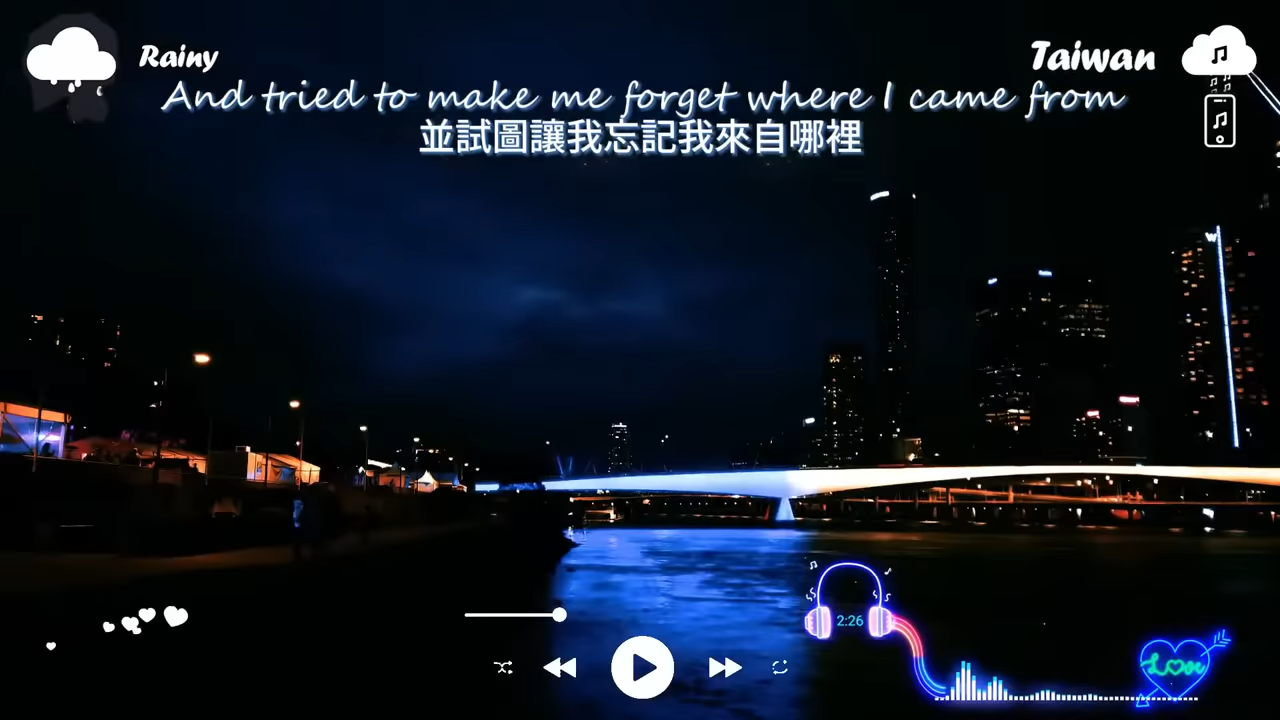 Rainy
Taiwan
And tried to make me forget where I came from
並試圖讓我忘記我來自哪裡
W
2:26
Love